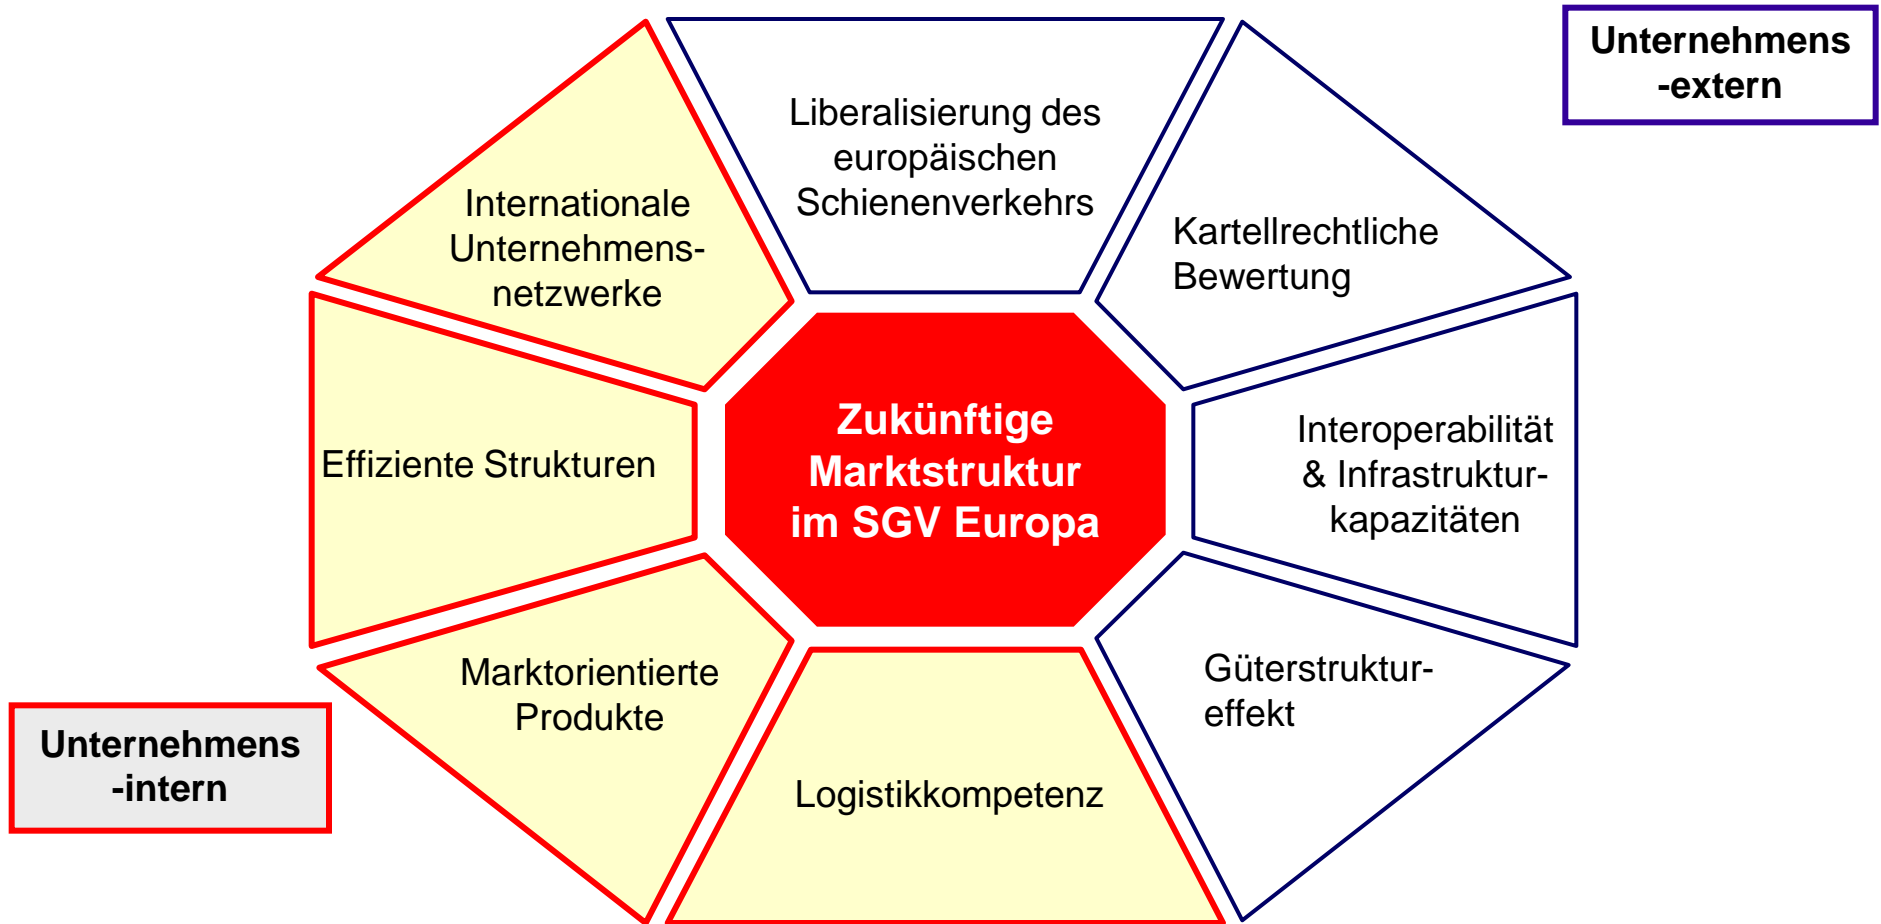 Unternehmens
-extern
Liberalisierung des
europäischen
Schienenverkehrs
Internationale
Unternehmens-
netzwerke
Kartellrechtliche
Bewertung
Zukünftige
Marktstruktur
im SGV Europa
Effiziente Strukturen
Interoperabilität
& Infrastruktur-
kapazitäten
Marktorientierte
Produkte
Güterstruktur-
effekt
Unternehmens
-intern
Logistikkompetenz